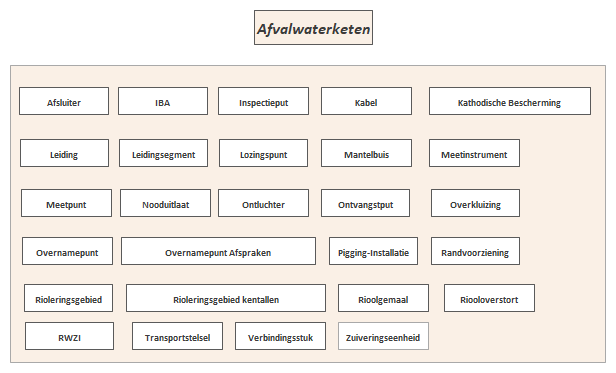 Afvalwaterketen
Afsluiter
IBA
Inspectieput
Kabel
Kathodische Bescherming
Leiding
Leidingsegment
Lozingspunt
Mantelbuis
Meetinstrument
Meetpunt
Nooduitlaat
Ontluchter
Ontvangstput
Overkluizing
Overnamepunt
Overnamepunt Afspraken
Pigging-Installatie
Randvoorziening
Rioleringsgebied
Rioleringsgebied kentallen
Rioolgemaal
Riooloverstort
RWZI
Transportstelsel
Verbindingsstuk
Zuiveringseenheid